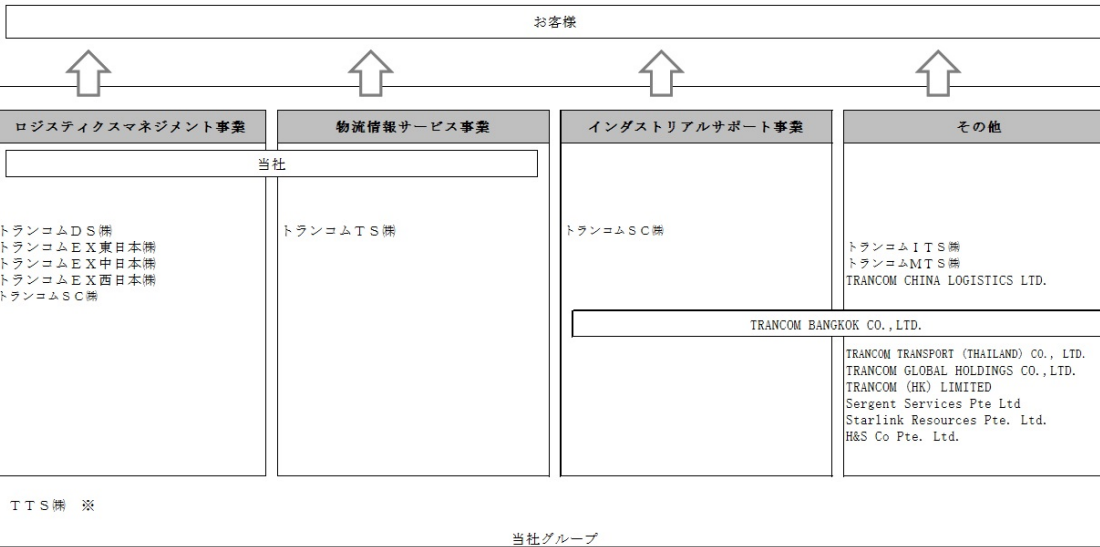 お客様
ロジスティクスマネジメント事業
物流情報サービス事業
インダストリアルサポート事業
その他
当社
トランコムＤＳ㈱
トランコムＥＸ東日本㈱
トランコムＥＸ中日本㈱
トランコムＥＸ西日本㈱
トランコムＳＣ㈱
トランコムＴＳ㈱
トランコムＳＣ㈱
トランコムＩＴＳ㈱
トランコムMＴＳ㈱
TRANCOM CHINA LOGISTICS LTD.
TRANCOM BANGKOK CO.,LTD.
TRANCOM TRANSPORT (THAILAND) CO., LTD.
TRANCOM GLOBAL HOLDINGS CO.,LTD.
TRANCOM (HK) LIMITED
Sergent Services Pte Ltd
Starlink Resources Pte. Ltd.
H&S Co Pte. Ltd.
ＴＴＳ㈱　※
当社グループ